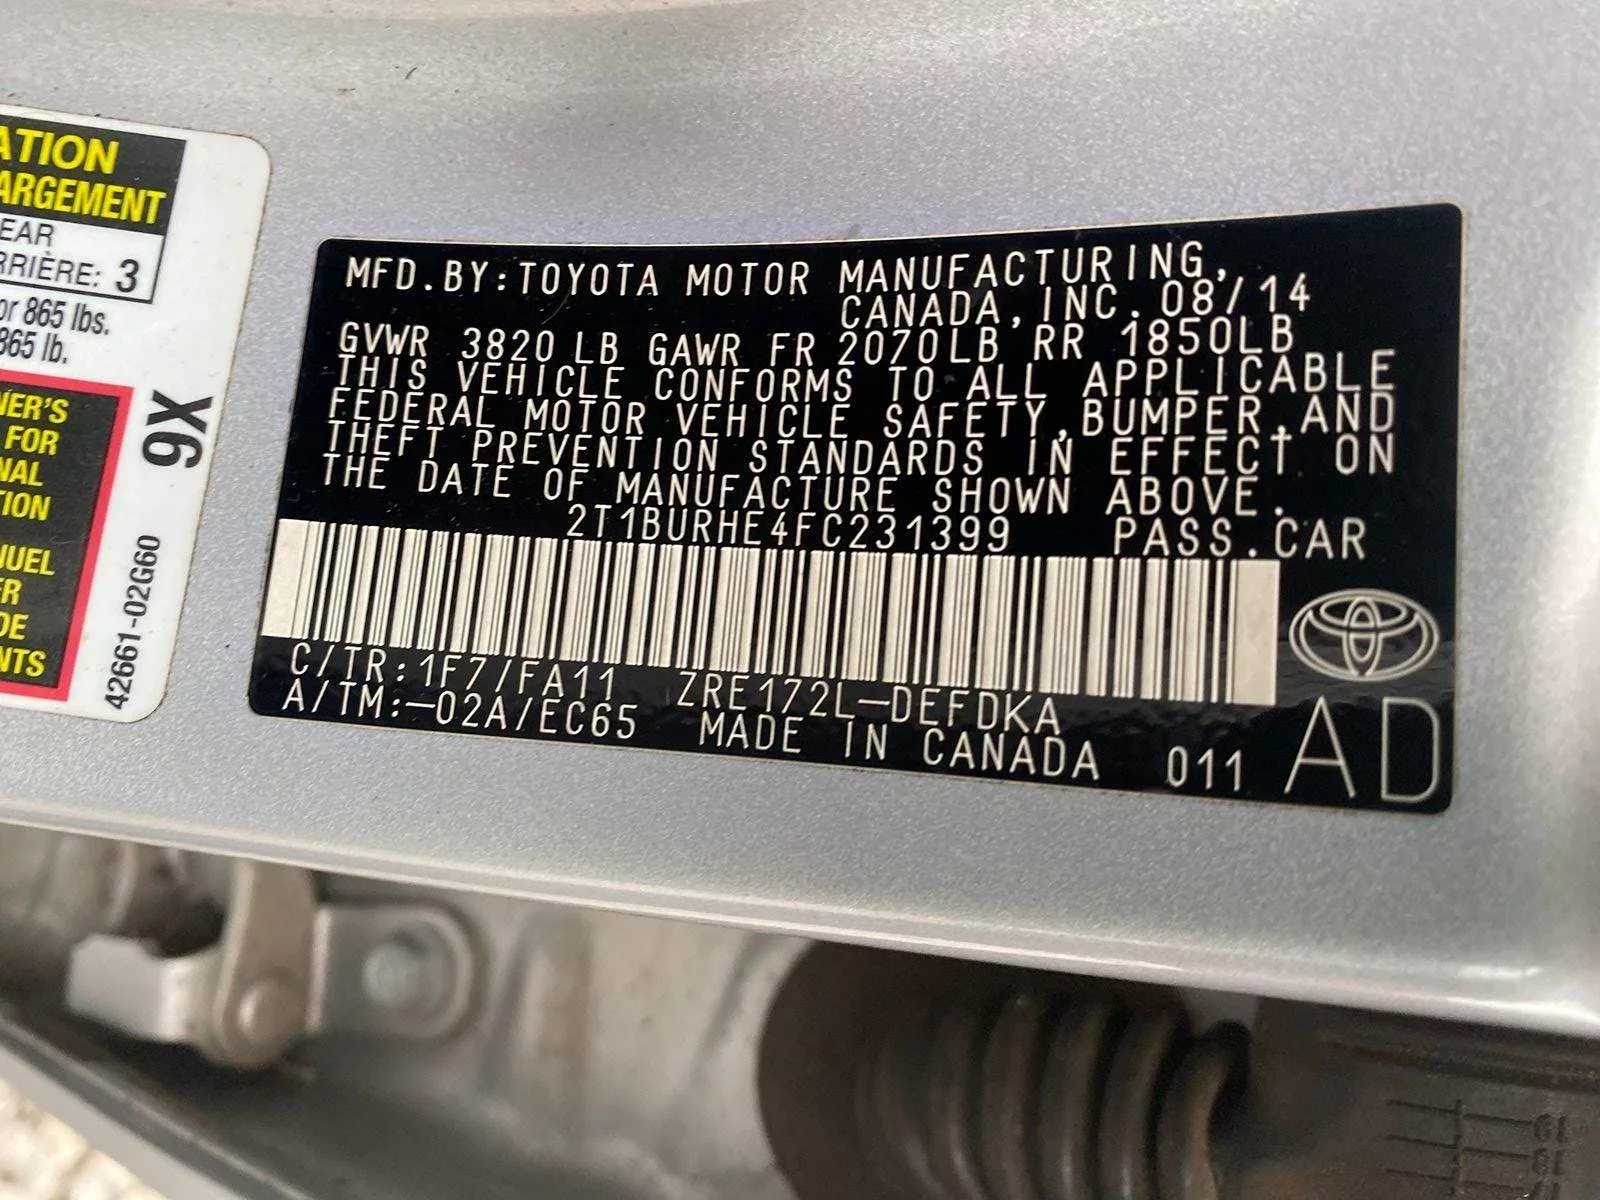 ATION
ARGEMENT
EAR
RRIÈRE: 3
or 865 lbs.
865 lb.
NER'S
FOR
NAL
TION
NUEL
ER
DE
NTS
9X
42661-02G60
MFD.BY:TOYOTA MOTOR MANUFACTURING,
CANADA,INC.08/14
GVWR 3820LB GAWR FR 2070LB RR 1850LB
THIS VEHICLE CONFORMS TO ALL APPLICABLE
FEDERAL MOTOR VEHICLE SAFETY,BUMPER,AND
THEFT PREVENTION STANDARDS IN EFFECT ON
THE DATE OF MANUFACTURE SHOWN ABOVE.
2T1BURHE4FC231399 PASS.CAR
C/TR:1F7/FA11 ZRE172L-DEFDKA
A/TM:-02A/EC65 MADE IN CANADA 011
AD